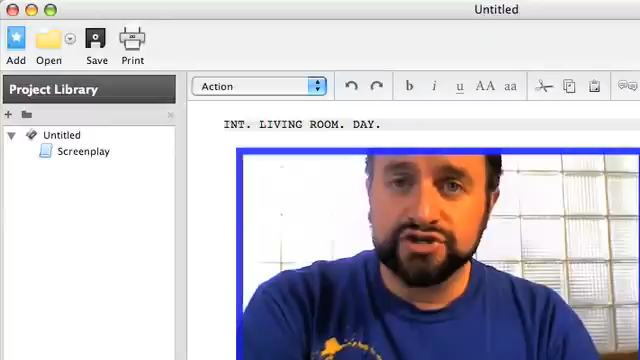 Untitled
Add
Open
Save
Print
Action
b
i
u
AA
aa
Project Library
Untitled
Screenplay
INT. LIVING ROOM. DAY.